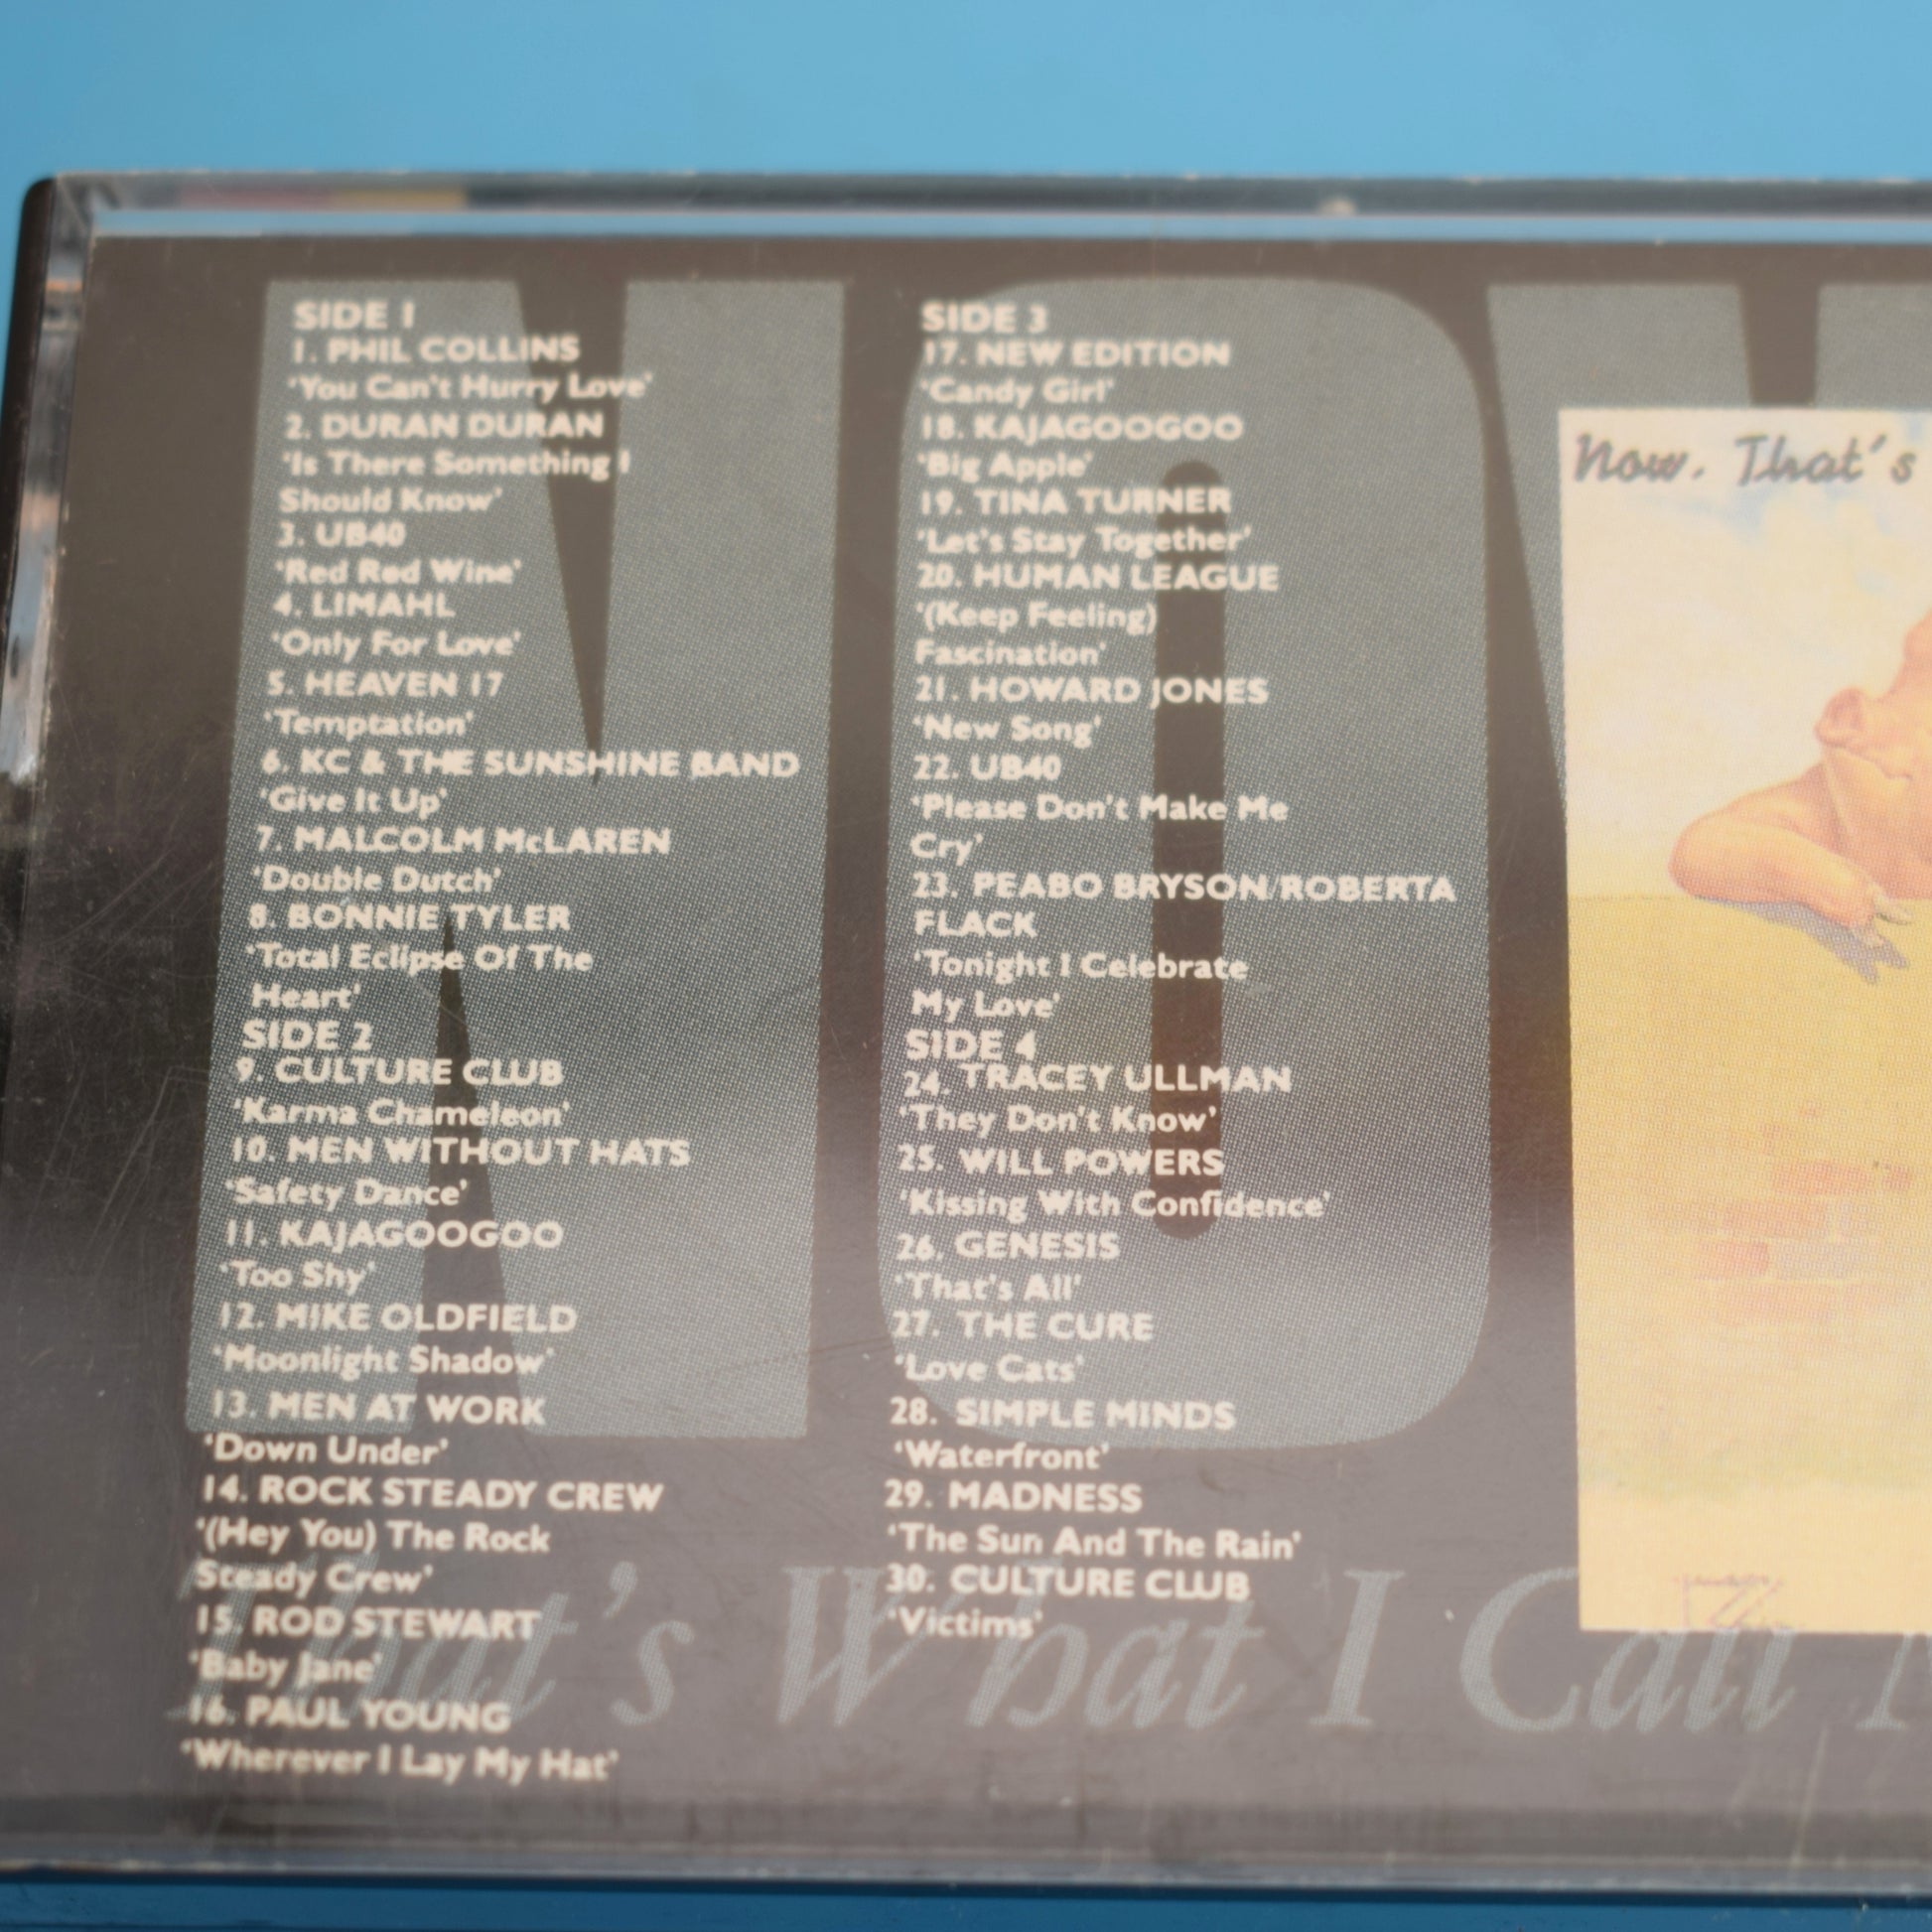 SIDE 1
1. PHIL COLLINS
'You Can't Hurry Love'
2. DURAN DURAN
'Is There Something I
Should Know'
3. UB40
'Red Red Wine'
4. LIMAHL
'Only For Love'
5. HEAVEN 17
'Temptation'
6. KC & THE SUNSHINE BAND
'Give It Up'
7. MALCOLM McLAREN
'Double Dutch'
8. BONNIE TYLER
'Total Eclipse Of The
Heart'
SIDE 2
9. CULTURE CLUB
'Karma Chameleon'
10. MEN WITHOUT HATS
'Safety Dance'
11. KAJAGOOGOO
'Too Shy'
12. MIKE OLDFIELD
'Moonlight Shadow'
13. MEN AT WORK
'Down Under'
14. ROCK STEADY CREW
'(Hey You) The Rock
Steady Crew'
15. ROD STEWART
'Baby Jane'
16. PAUL YOUNG
'Wherever I Lay My Hat'
SIDE 3
17. NEW EDITION
'Candy Girl'
18. KAJAGOOGOO
'Big Apple'
19. TINA TURNER
'Let's Stay Together'
20. HUMAN LEAGUE
'(Keep Feeling)
Fascination'
21. HOWARD JONES
'New Song'
22. UB40
'Please Don't Make Me
Cry'
23. PEABO BRYSON/ROBERTA
FLACK
'Tonight I Celebrate
My Love'
SIDE 4
24. TRACEY ULLMAN
'They Don't Know'
25. WILL POWERS
'Kissing With Confidence'
26. GENESIS
'That's All'
27. THE CURE
'Love Cats'
28. SIMPLE MINDS
'Waterfront'
29. MADNESS
'The Sun And The Rain'
30. CULTURE CLUB
'Victims'
Now. That's
NOW
That's What I Call